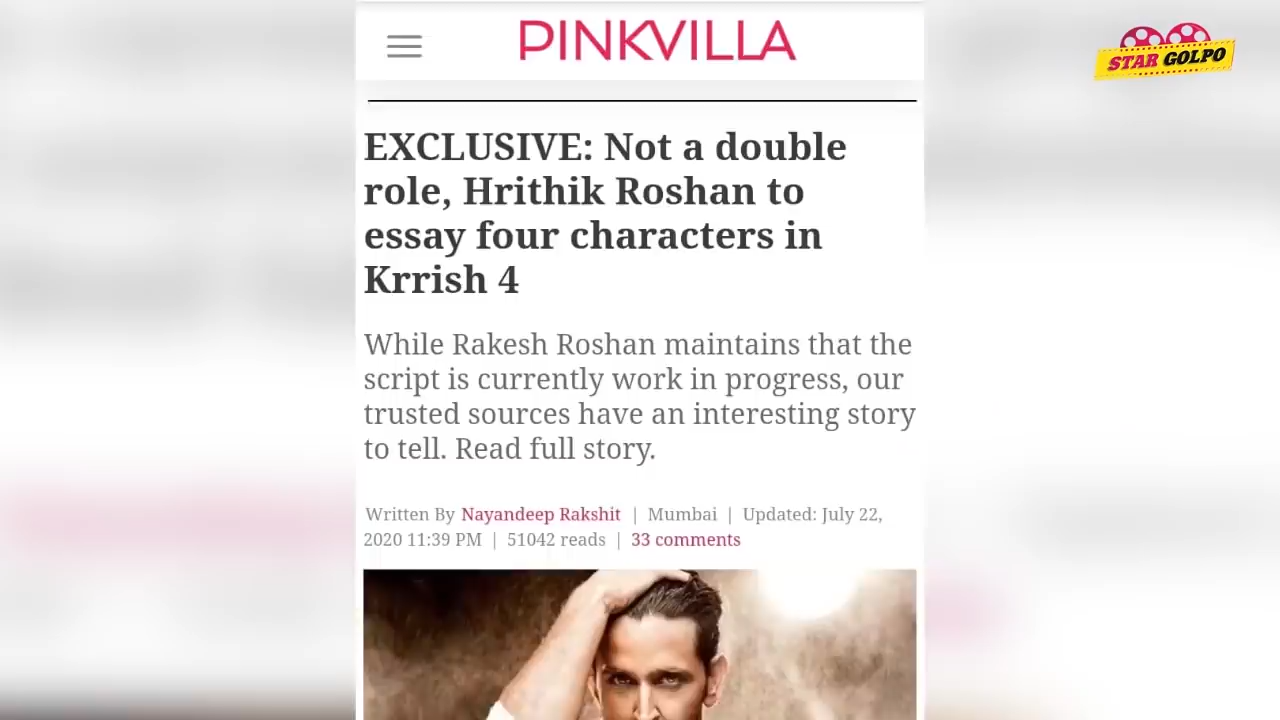 PINKVILLA
STAR GOLPO
EXCLUSIVE: Not a double
role, Hrithik Roshan to
essay four characters in
Krrish 4
While Rakesh Roshan maintains that the
script is currently work in progress, our
trusted sources have an interesting story
to tell. Read full story.
Written By Nayandeep Rakshit | Mumbai | Updated: July 22,
2020 11:39 PM | 51042 reads | 33 comments